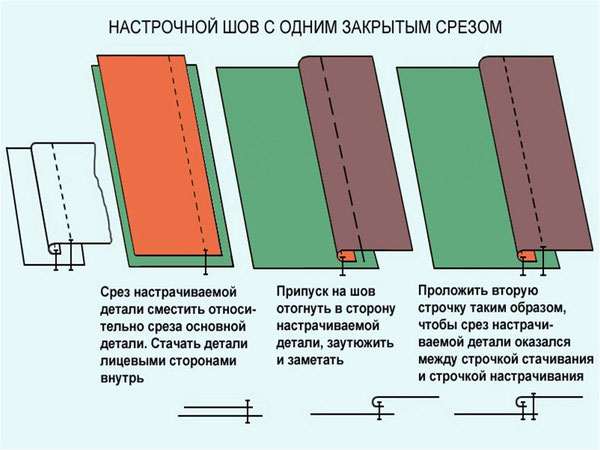 НАСТРОЧНОЙ ШОВ С ОДНИМ ЗАКРЫТЫМ СРЕЗОМ
Срез настрачиваемой
детали сместить относи-
тельно среза основной
детали. Стачать детали
лицевыми сторонами
внутрь
Припуск на шов
отогнуть в сторону
настрачиваемой
детали, заутюжить
и заметать
Проложить вторую
строчку таким образом,
чтобы срез настрачи-
ваемой детали оказался
между строчкой стачивания
и строчкой настрачивания